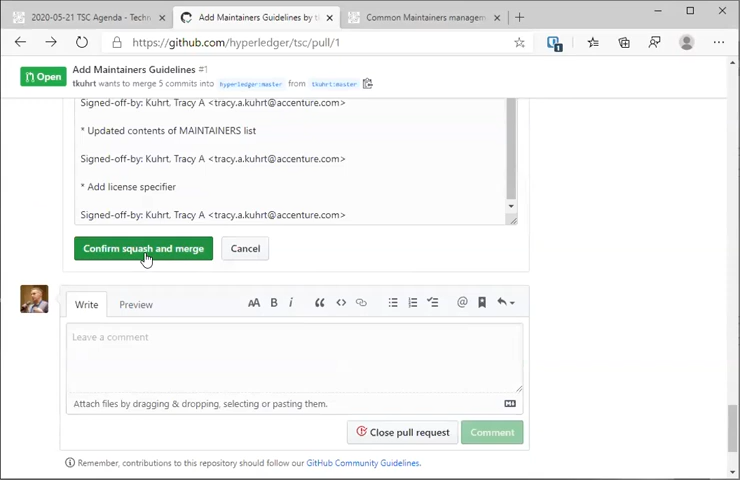 2020-05-21 TSC Agenda - Techn
Add Maintainers Guidelines by t
Common Maintainers managem
https://github.com/hyperledger/tsc/pull/1
1
Open
Add Maintainers Guidelines #1
tkuhrt wants to merge 5 commits into hyperledger:master from tkuhrt:master
Signed-off-by: Kuhrt, Tracy A <tracy.a.kuhrt@accenture.com>
* Updated contents of MAINTAINERS list
Signed-off-by: Kuhrt, Tracy A <tracy.a.kuhrt@accenture.com>
* Add license specifier
Signed-off-by: Kuhrt, Tracy A <tracy.a.kuhrt@accenture.com>
Confirm squash and merge
Cancel
Write
Preview
AA B i
Leave a comment
Attach files by dragging & dropping, selecting or pasting them.
Close pull request
Comment
Remember, contributions to this repository should follow our GitHub Community Guidelines.